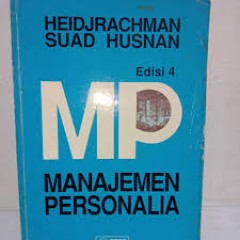 HEIDJRACHMAN
SUAD HUSNAN
Edisi 4
MP
MANAJEMEN
PERSONALIA